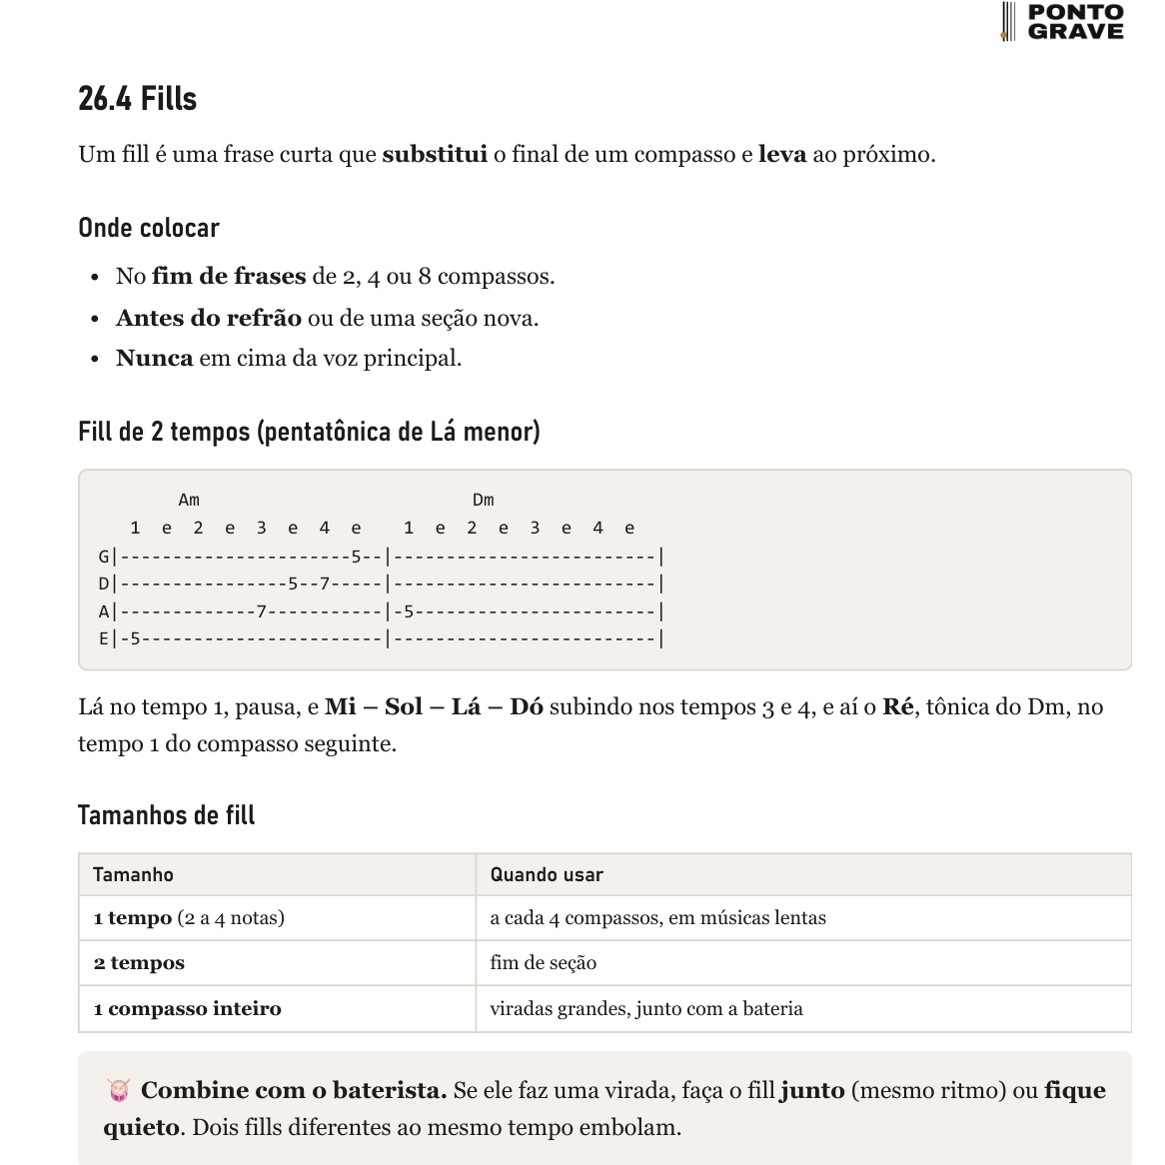 PONTO
GRAVE
26.4 Fills
Um fill é uma frase curta que substitui o final de um compasso e leva ao próximo.
Onde colocar
• No fim de frases de 2, 4 ou 8 compassos.
• Antes do refrão ou de uma seção nova.
• Nunca em cima da voz principal.
Fill de 2 tempos (pentatônica de Lá menor)
        Am                          Dm
    1  e  2  e  3  e  4  e    1  e  2  e  3  e  4  e
G|----------------------5--|-------------------------|
D|----------------5--7-----|-------------------------|
A|-------------7-----------|-5-----------------------|
E|-5-----------------------|-------------------------|
Lá no tempo 1, pausa, e Mi – Sol – Lá – Dó subindo nos tempos 3 e 4, e aí o Ré, tônica do Dm, no
tempo 1 do compasso seguinte.
Tamanhos de fill
Tamanho Quando usar
1 tempo (2 a 4 notas) a cada 4 compassos, em músicas lentas
2 tempos fim de seção
1 compasso inteiro viradas grandes, junto com a bateria
Combine com o baterista. Se ele faz uma virada, faça o fill junto (mesmo ritmo) ou fique
quieto. Dois fills diferentes ao mesmo tempo embolam.